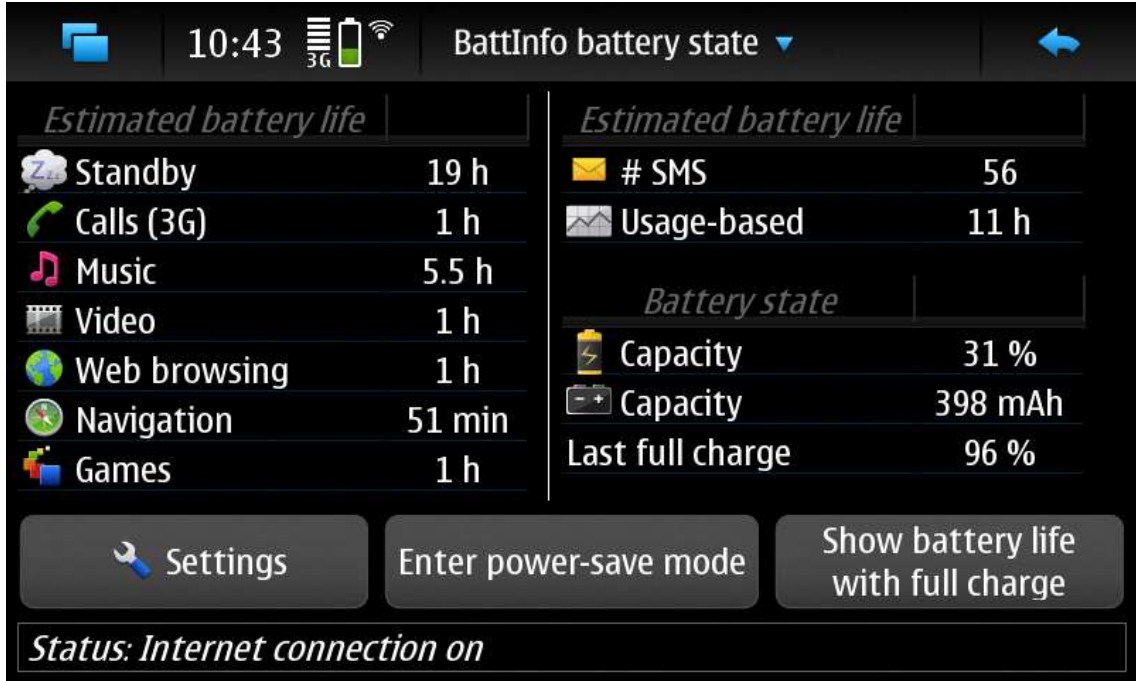 10:43 3G BattInfo battery state
Estimated battery life
Standby 19 h
Calls (3G) 1 h
Music 5.5 h
Video 1 h
Web browsing 1 h
Navigation 51 min
Games 1 h
Estimated battery life
# SMS 56
Usage-based 11 h
Battery state
Capacity 31 %
Capacity 398 mAh
Last full charge 96 %
Settings
Enter power-save mode
Show battery life
with full charge
Status: Internet connection on